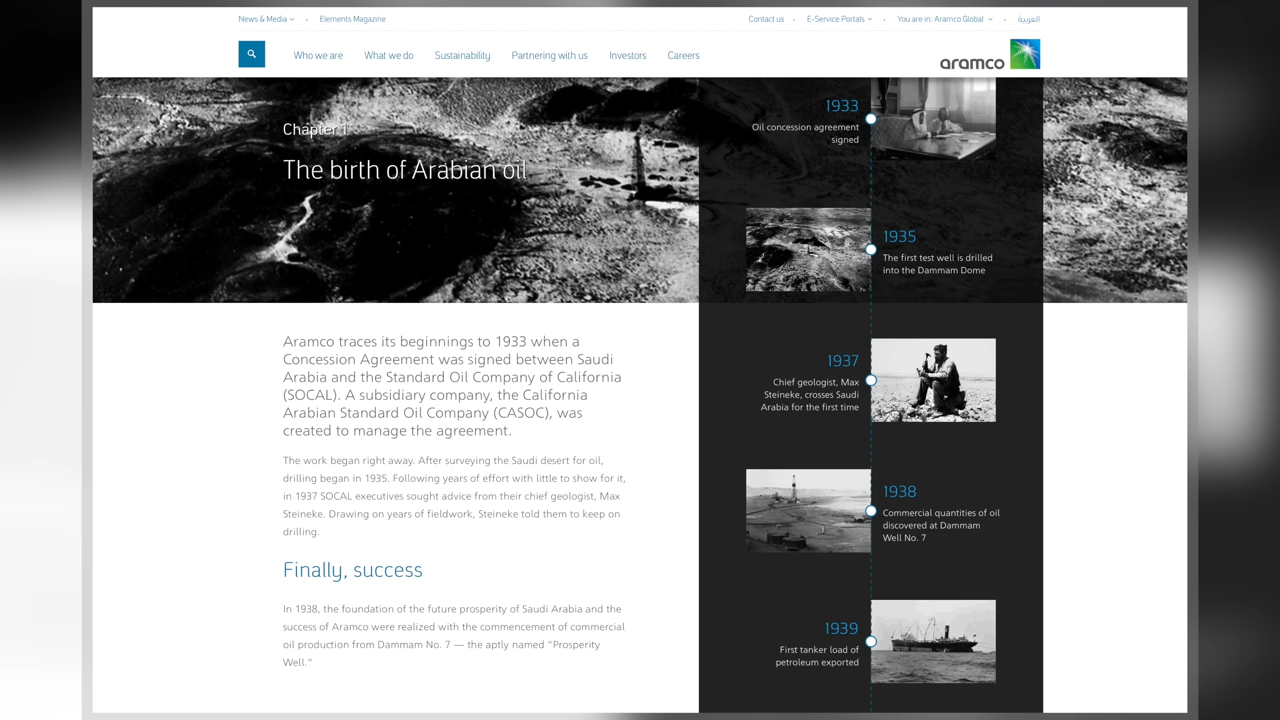 News & Media
Elements Magazine
Contact us
E-Service Portals
You are in: Aramco Global
العربية
Who we are
What we do
Sustainability
Partnering with us
Investors
Careers
aramco
Chapter 1
The birth of Arabian oil
Aramco traces its beginnings to 1933 when a
Concession Agreement was signed between Saudi
Arabia and the Standard Oil Company of California
(SOCAL). A subsidiary company, the California
Arabian Standard Oil Company (CASOC), was
created to manage the agreement.
The work began right away. After surveying the Saudi desert for oil,
drilling began in 1935. Following years of effort with little to show for it,
in 1937 SOCAL executives sought advice from their chief geologist, Max
Steineke. Drawing on years of fieldwork, Steineke told them to keep on
drilling.
Finally, success
In 1938, the foundation of the future prosperity of Saudi Arabia and the
success of Aramco were realized with the commencement of commercial
oil production from Dammam No. 7 — the aptly named “Prosperity
Well.”
1933
Oil concession agreement
signed
1935
The first test well is drilled
into the Dammam Dome
1937
Chief geologist, Max
Steineke, crosses Saudi
Arabia for the first time
1938
Commercial quantities of oil
discovered at Dammam
Well No. 7
1939
First tanker load of
petroleum exported